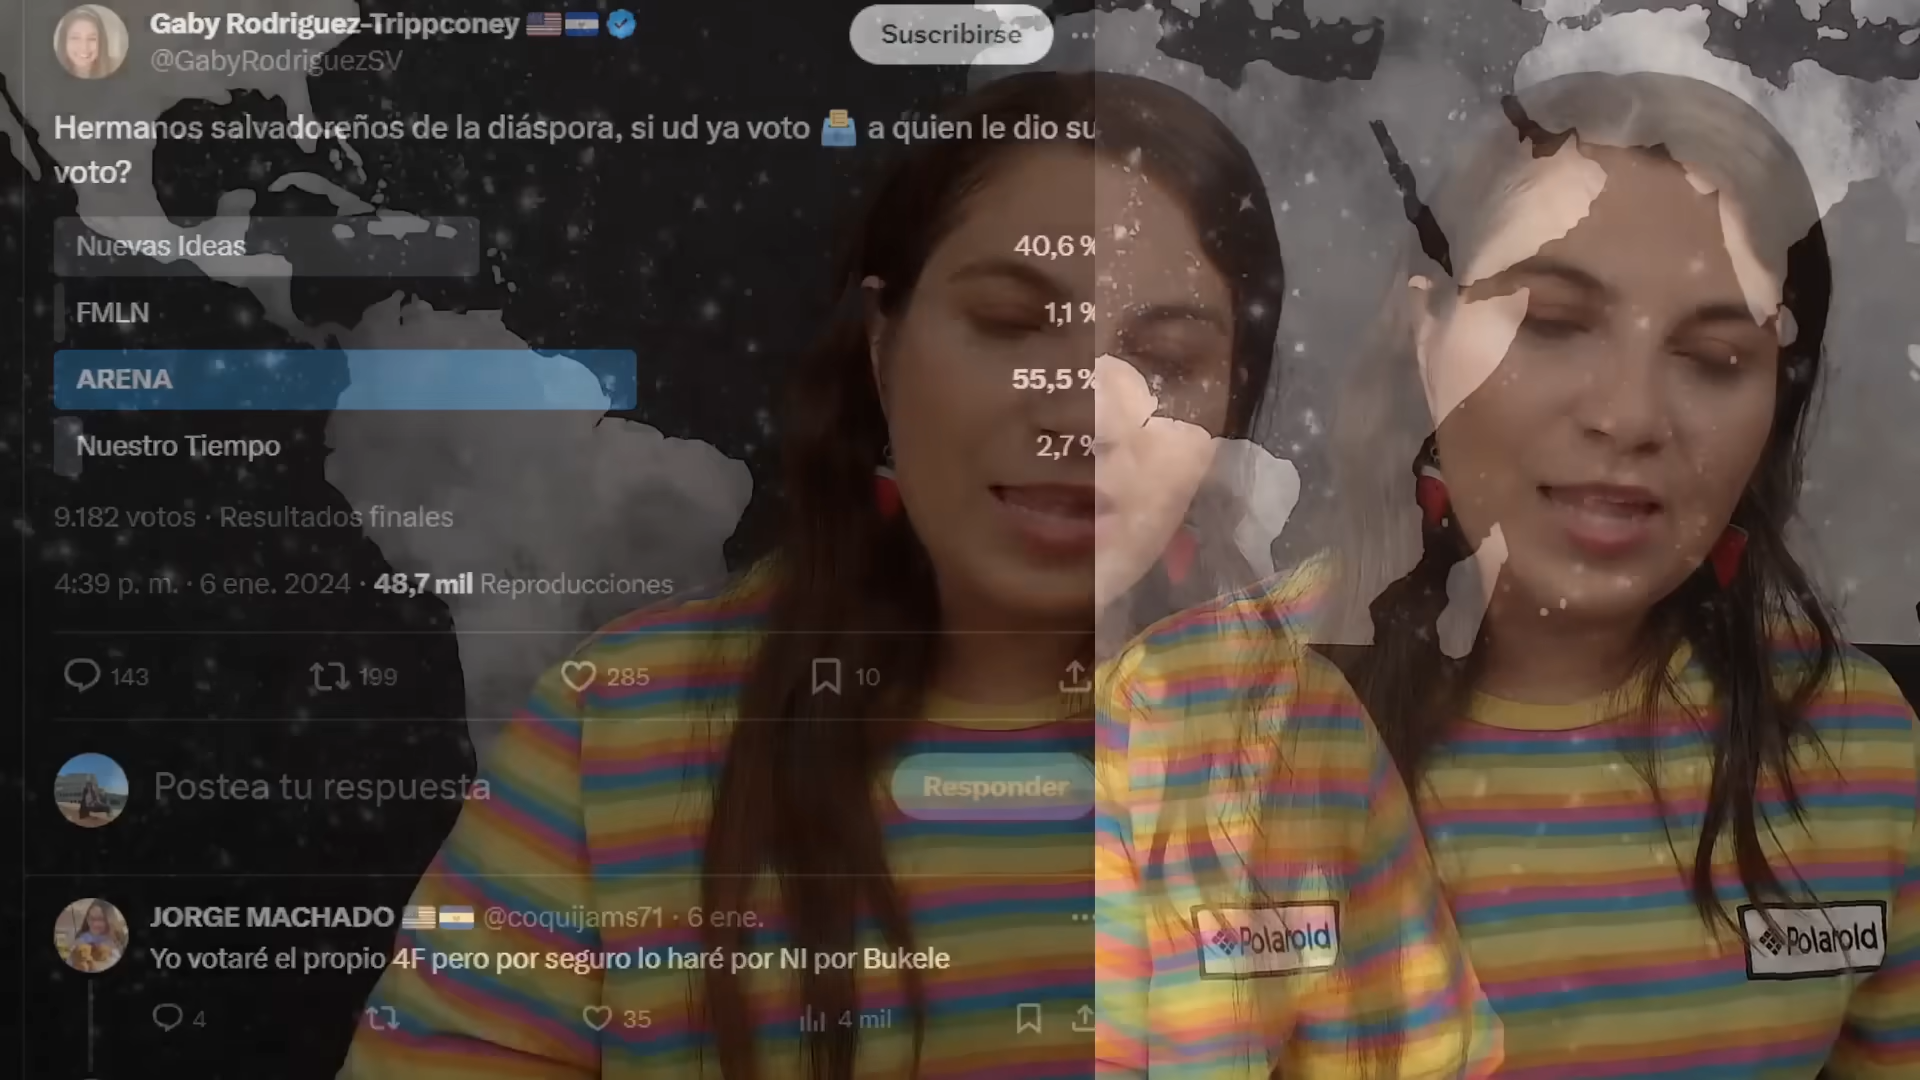 Gaby Rodriguez-Trippconey
Suscribirse
@GabyRodriguezSV
Hermanos salvadoreños de la diáspora, si ud ya voto a quien le dio su
voto?
Nuevas Ideas 40,6 %
FMLN 1,1 %
ARENA 55,5 %
Nuestro Tiempo 2,7 %
9.182 votos · Resultados finales
4:39 p. m. · 6 ene. 2024 · 48,7 mil Reproducciones
143 199 285 10
Postea tu respuesta
Responder
JORGE MACHADO @coquijams71 · 6 ene.
Yo votaré el propio 4F pero por seguro lo haré por NI por Bukele
4 35 4 mil
Polaroid
Polaroid